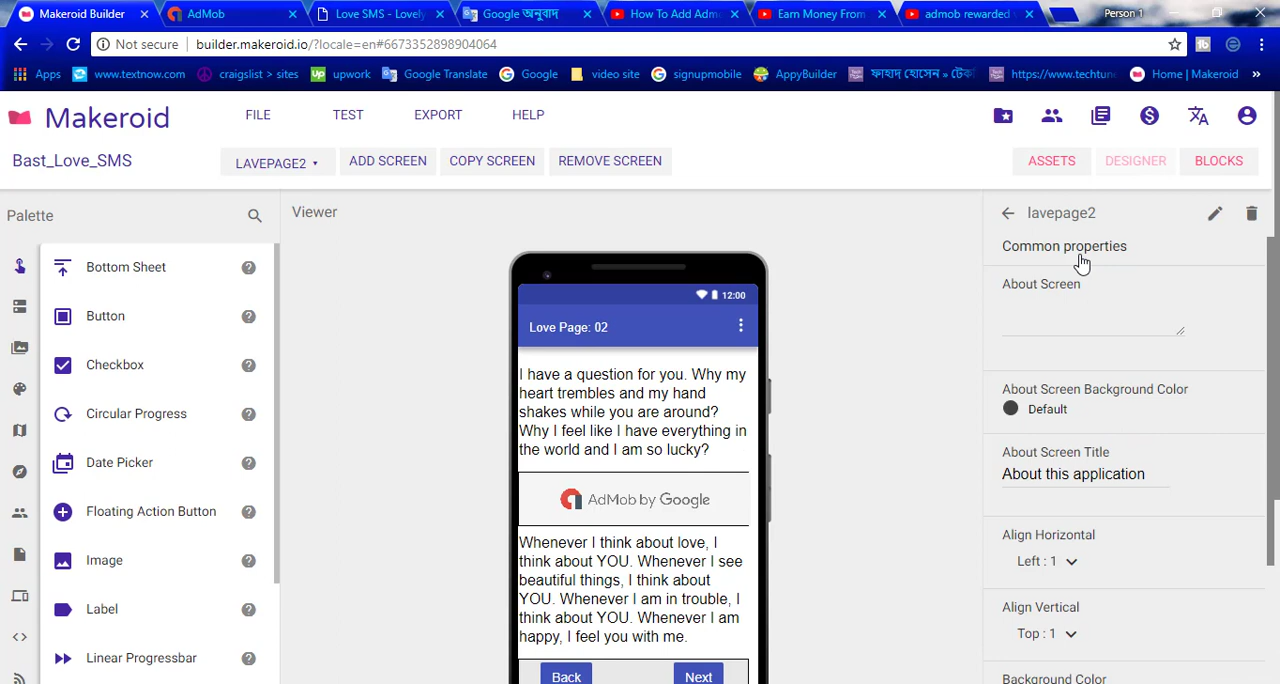 Makeroid Builder
AdMob
Love SMS - Lovely
Google অনুবাদ
How To Add Adm
Earn Money From
admob rewarded v
Person 1
Not secure
builder.makeroid.io/?locale=en#6673352898904064
Apps
www.textnow.com
craigslist > sites
upwork
Google Translate
Google
video site
signupmobile
AppyBuilder
ফাহাদ হোসেন » টেক
https://www.techtune
Home | Makeroid
»
Makeroid
FILE
TEST
EXPORT
HELP
Bast_Love_SMS
LAVEPAGE2
ADD SCREEN
COPY SCREEN
REMOVE SCREEN
ASSETS
DESIGNER
BLOCKS
Palette
Viewer
lavepage2
Common properties
Bottom Sheet
Button
Checkbox
Circular Progress
Date Picker
Floating Action Button
Image
Label
Linear Progressbar
12:00
Love Page: 02
I have a question for you. Why my
heart trembles and my hand
shakes while you are around?
Why I feel like I have everything in
the world and I am so lucky?
AdMob by Google
Whenever I think about love, I
think about YOU. Whenever I see
beautiful things, I think about
YOU. Whenever I am in trouble, I
think about YOU. Whenever I am
happy, I feel you with me.
Back
Next
About Screen
About Screen Background Color
Default
About Screen Title
About this application
Align Horizontal
Left : 1
Align Vertical
Top : 1
Background Color